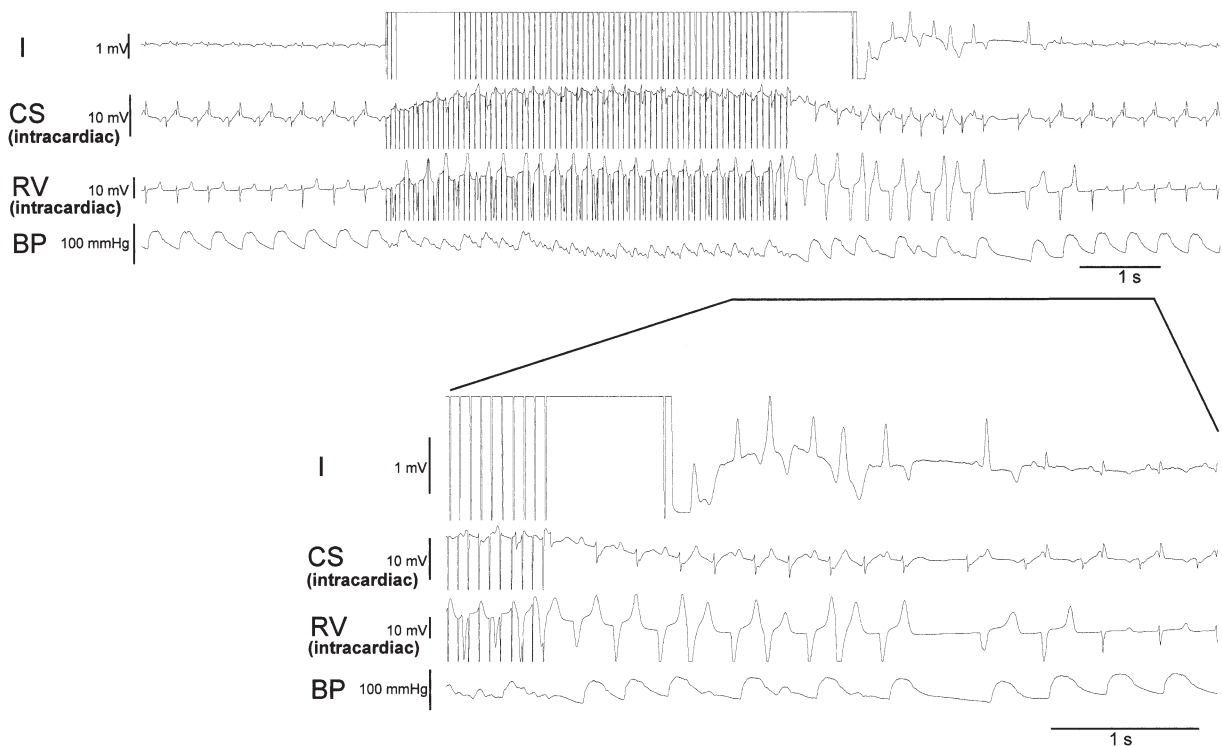 I 1 mV
CS 10 mV
(intracardiac)
RV 10 mV
(intracardiac)
BP 100 mmHg
1 s
I 1 mV
CS 10 mV
(intracardiac)
RV 10 mV
(intracardiac)
BP 100 mmHg
1 s